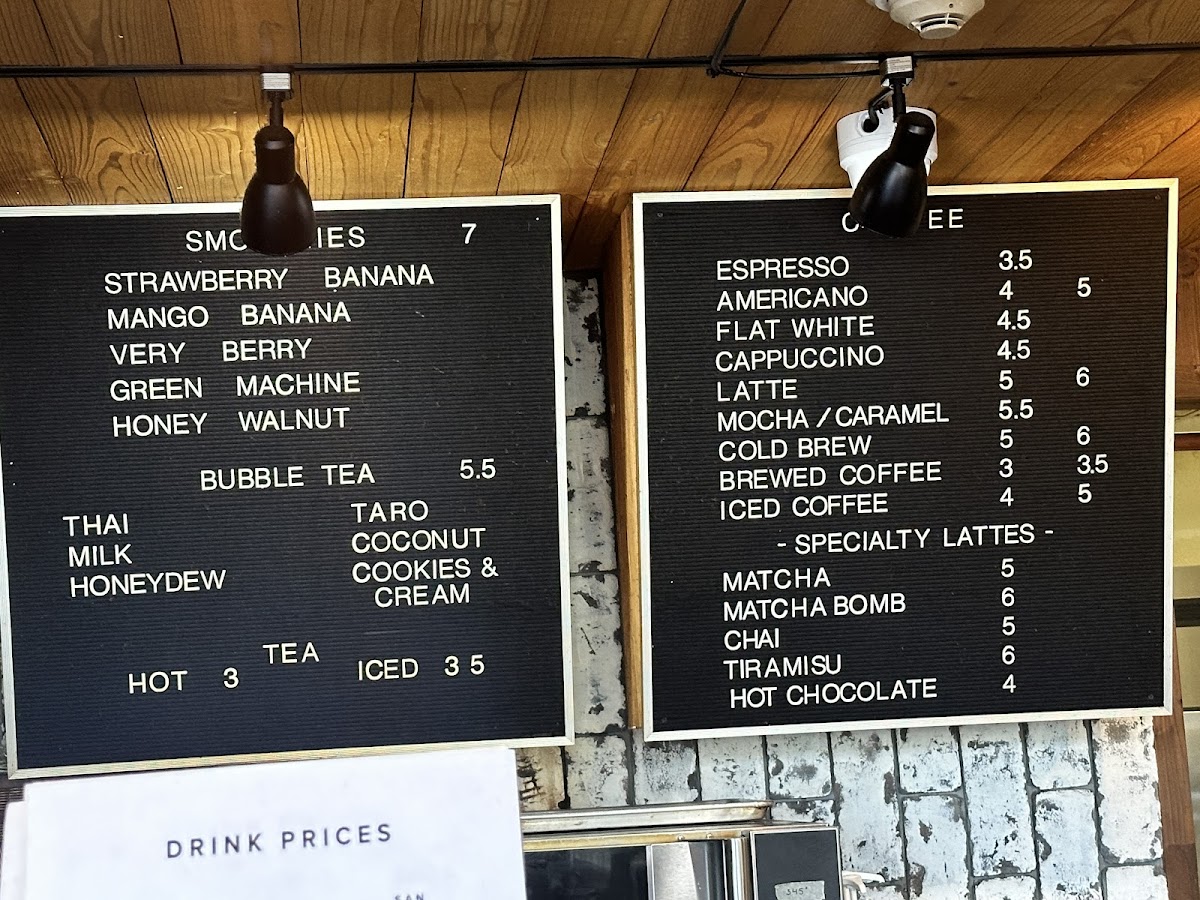 7
STRAWBERRY BANANA
MANGO BANANA
VERY BERRY
GREEN MACHINE
HONEY WALNUT
BUBBLE TEA 5.5
THAI TARO
MILK COCONUT
HONEYDEW COOKIES &
CREAM
TEA
HOT 3 ICED 3 5
DRINK PRICES
SAN
ESPRESSO 3.5
AMERICANO 4 5
FLAT WHITE 4.5
CAPPUCCINO 4.5
LATTE 5 6
MOCHA / CARAMEL 5.5
COLD BREW 5 6
BREWED COFFEE 3 3.5
ICED COFFEE 4 5
- SPECIALTY LATTES -
MATCHA 5
MATCHA BOMB 6
CHAI 5
TIRAMISU 6
HOT CHOCOLATE 4
345°